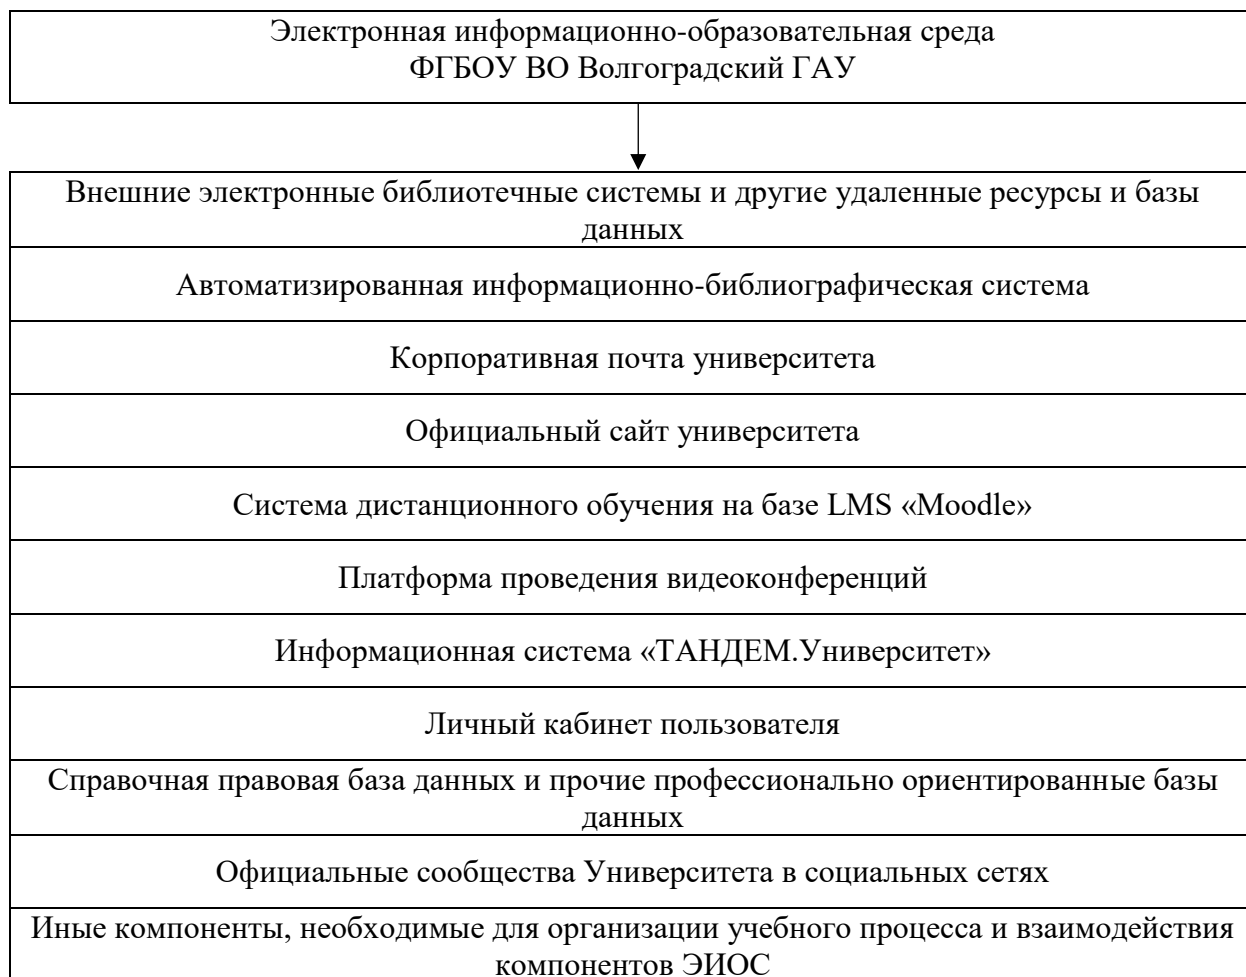 Электронная информационно-образовательная среда
ФГБОУ ВО Волгоградский ГАУ
Внешние электронные библиотечные системы и другие удаленные ресурсы и базы
данных
Автоматизированная информационно-библиографическая система
Корпоративная почта университета
Официальный сайт университета
Система дистанционного обучения на базе LMS «Moodle»
Платформа проведения видеоконференций
Информационная система «ТАНДЕМ.Университет»
Личный кабинет пользователя
Справочная правовая база данных и прочие профессионально ориентированные базы
данных
Официальные сообщества Университета в социальных сетях
Иные компоненты, необходимые для организации учебного процесса и взаимодействия
компонентов ЭИОС